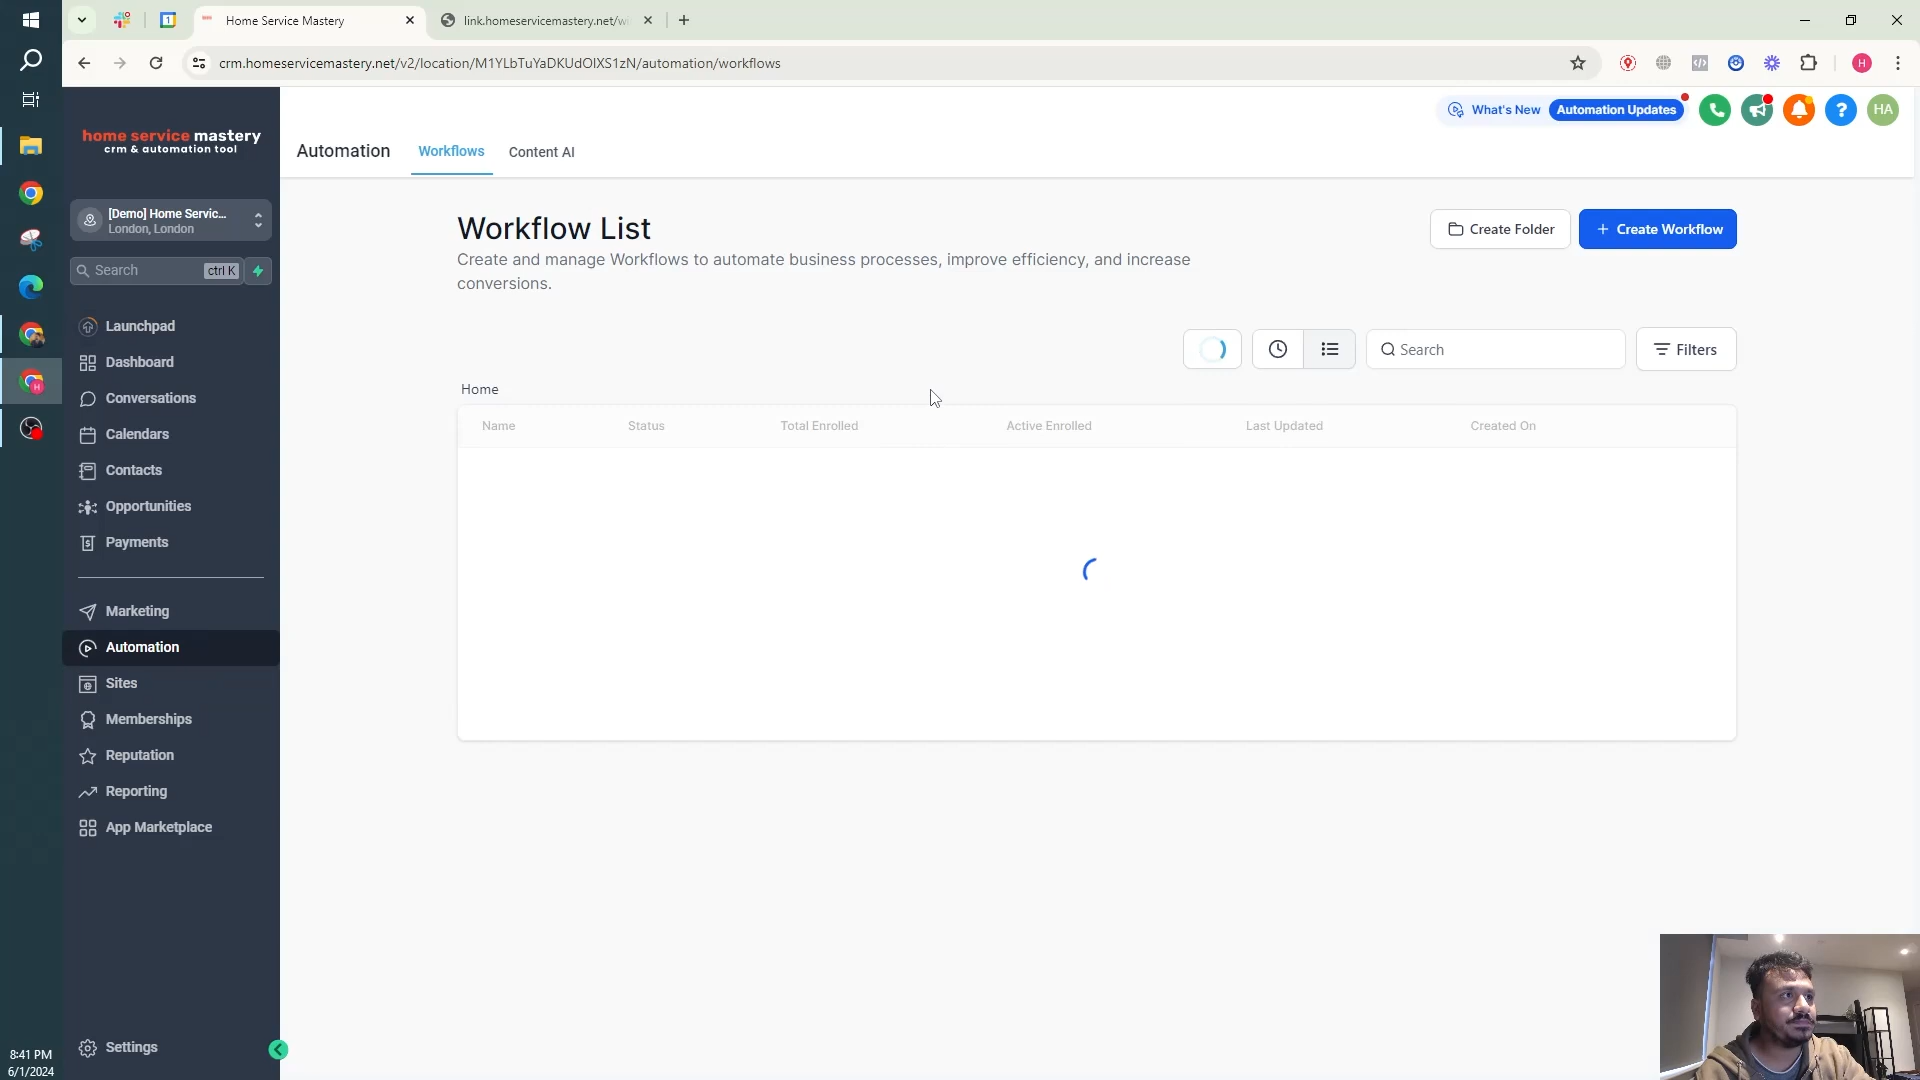 1
Home Service Mastery
link.homeservicemastery.net/wi
crm.homeservicemastery.net/v2/location/M1YLbTuYaDKUdOIXS1zN/automation/workflows
H
What's New
Automation Updates
?
HA
home service mastery
crm & automation tool
Automation
Workflows
Content AI
[Demo] Home Servic...
London, London
Search
ctrl K
Workflow List
Create and manage Workflows to automate business processes, improve efficiency, and increase
conversions.
Create Folder
+ Create Workflow
Launchpad
Dashboard
Conversations
Calendars
Contacts
Opportunities
Payments
Marketing
Automation
Sites
Memberships
Reputation
Reporting
App Marketplace
Settings
Search
Filters
Home
Name
Status
Total Enrolled
Active Enrolled
Last Updated
Created On
H
8:41 PM
6/1/2024